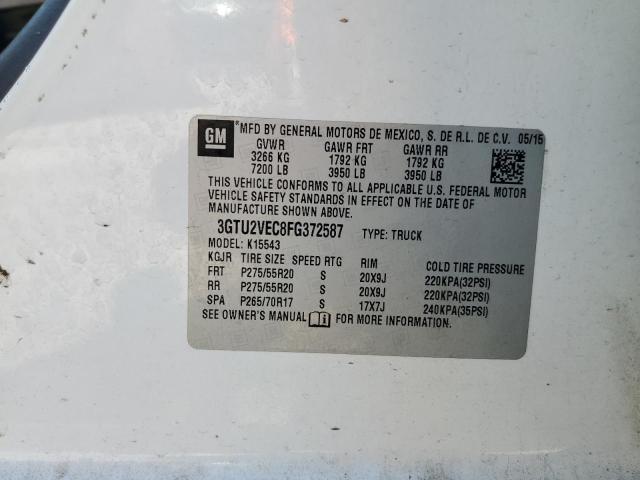 GM *MFD BY GENERAL MOTORS DE MEXICO, S. DE R.L. DE C.V. 05/15
GVWR GAWR FRT GAWR RR
3266 KG 1792 KG 1792 KG
7200 LB 3950 LB 3950 LB
THIS VEHICLE CONFORMS TO ALL APPLICABLE U.S. FEDERAL MOTOR
VEHICLE SAFETY STANDARDS IN EFFECT ON THE DATE OF
MANUFACTURE SHOWN ABOVE.
3GTU2VEC8FG372587 TYPE: TRUCK
MODEL: K15543
KGJR TIRE SIZE SPEED RTG RIM COLD TIRE PRESSURE
FRT P275/55R20 S 20X9J 220KPA(32PSI)
RR P275/55R20 S 20X9J 220KPA(32PSI)
SPA P265/70R17 S 17X7J 240KPA(35PSI)
SEE OWNER'S MANUAL FOR MORE INFORMATION.